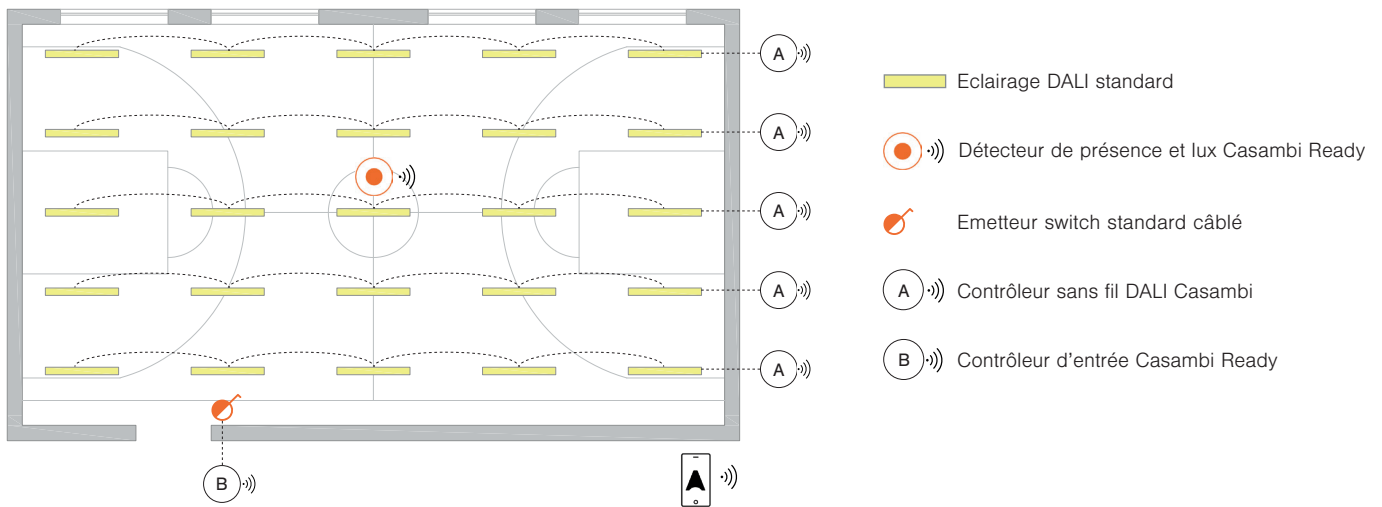 A
Eclairage DALI standard
A
Détecteur de présence et lux Casambi Ready
A
Emetteur switch standard câblé
A
A Contrôleur sans fil DALI Casambi
A
B Contrôleur d'entrée Casambi Ready
B